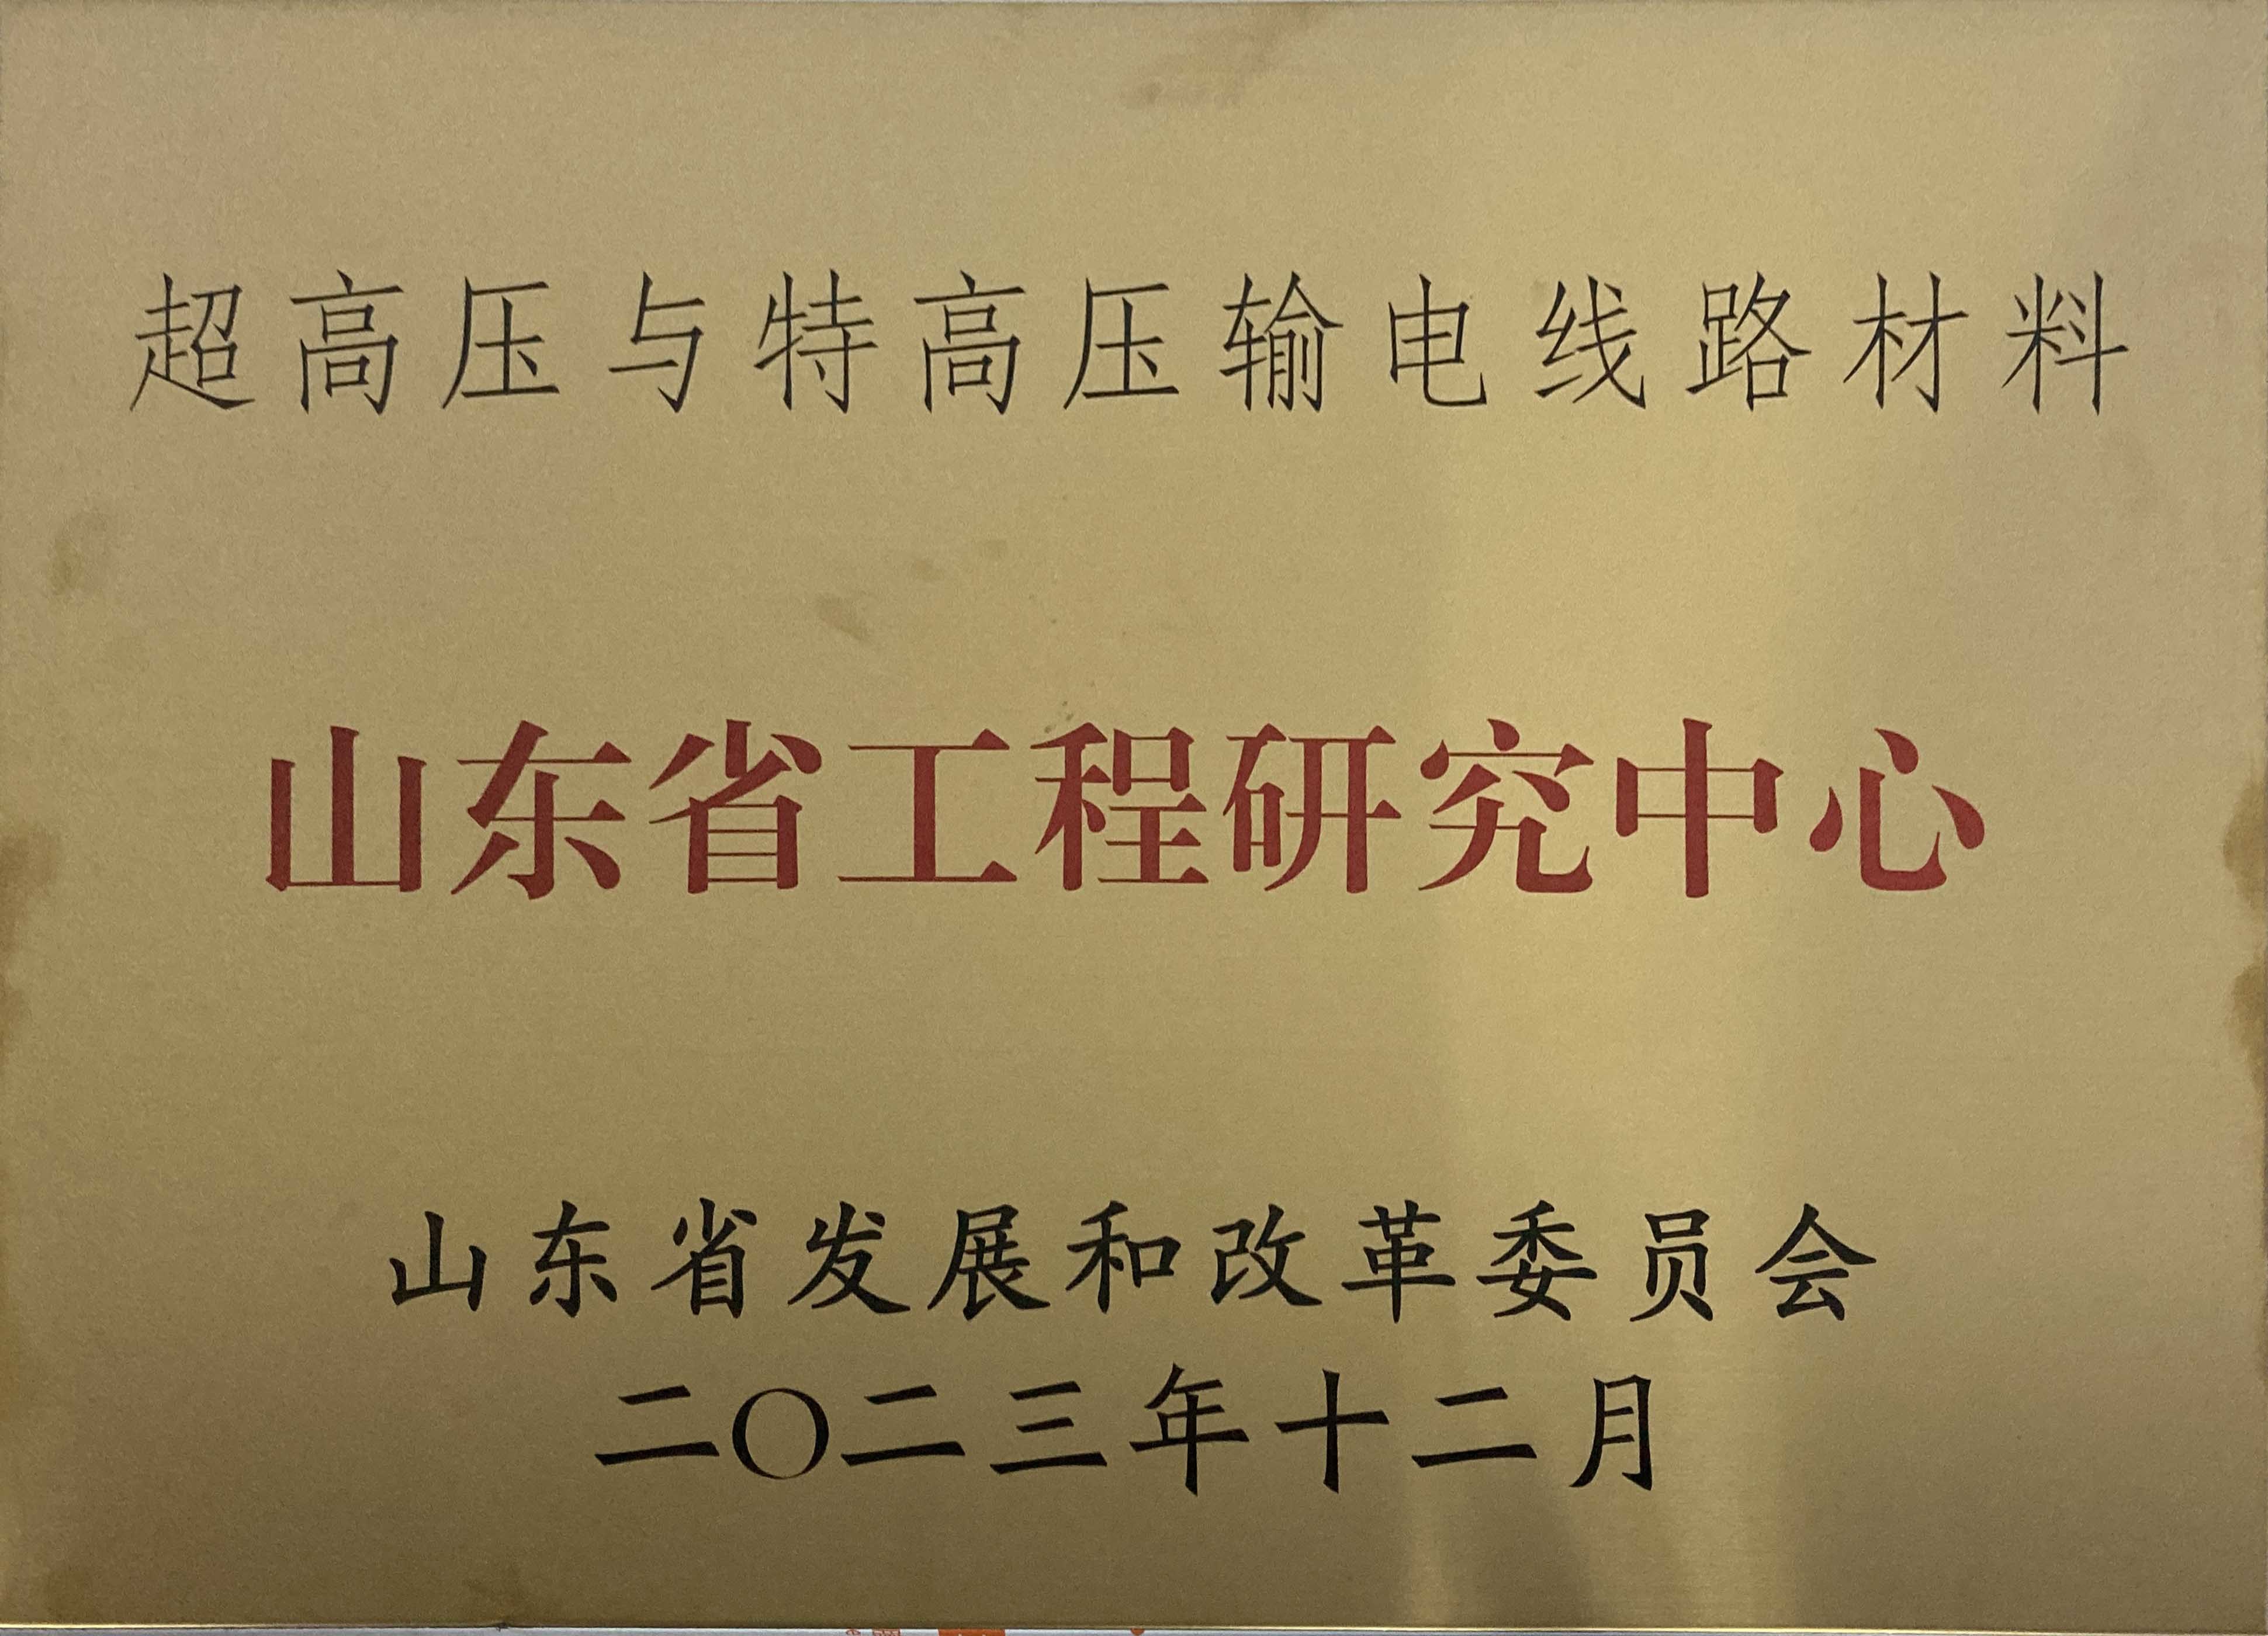 超高压与特高压输电线路材料
山东省工程研究中心
山东省发展和改革委员会
二〇二三年十二月